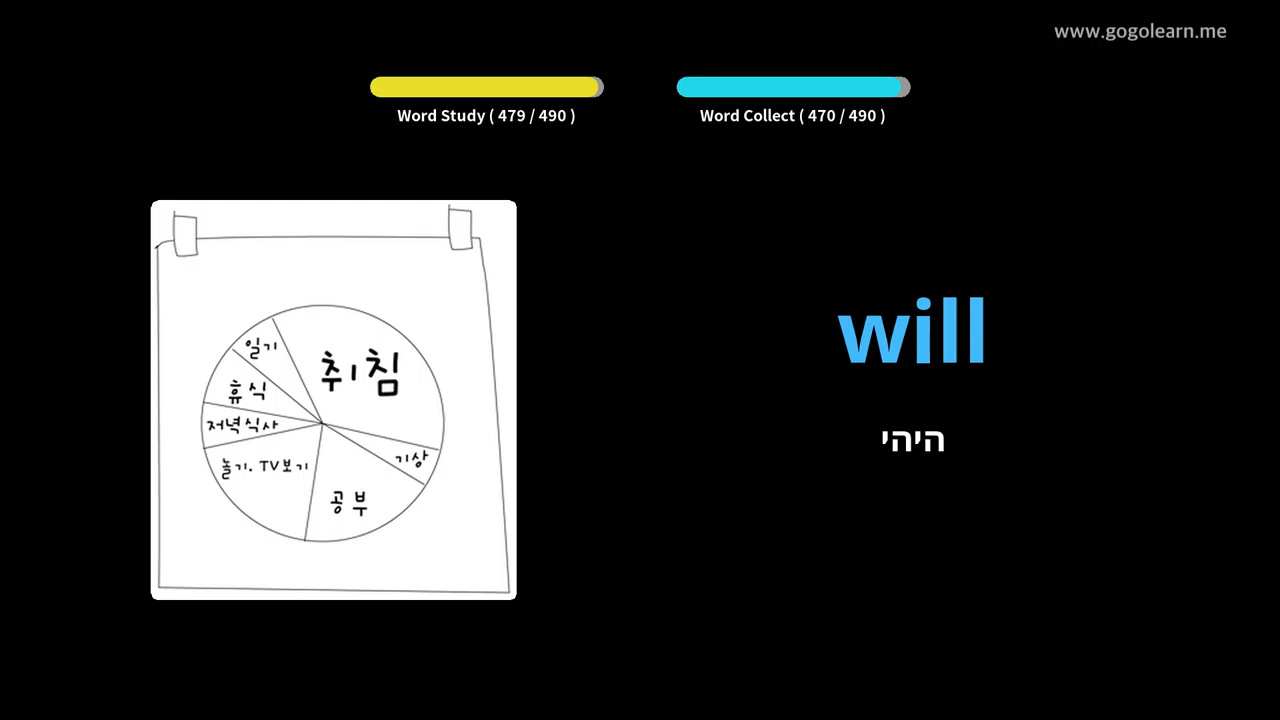 www.gogolearn.me
Word Study ( 479 / 490 )
Word Collect ( 470 / 490 )
일기
취침
휴식
저녁식사
놀기. TV보기
기상
공부
will
היהי